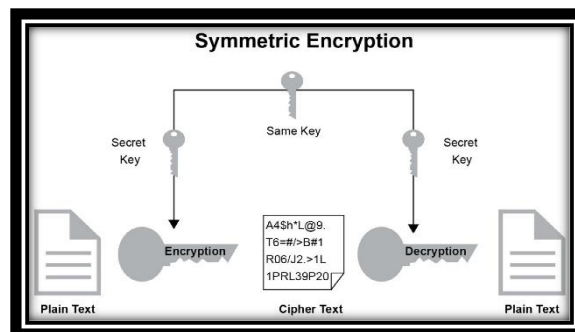 Symmetric Encryption
Same Key
Secret
Key
Secret
Key
Encryption
A4$h*L@9.
T6=#/>B#1
R06/J2.>1L
1PRL39P20
Decryption
Plain Text
Cipher Text
Plain Text